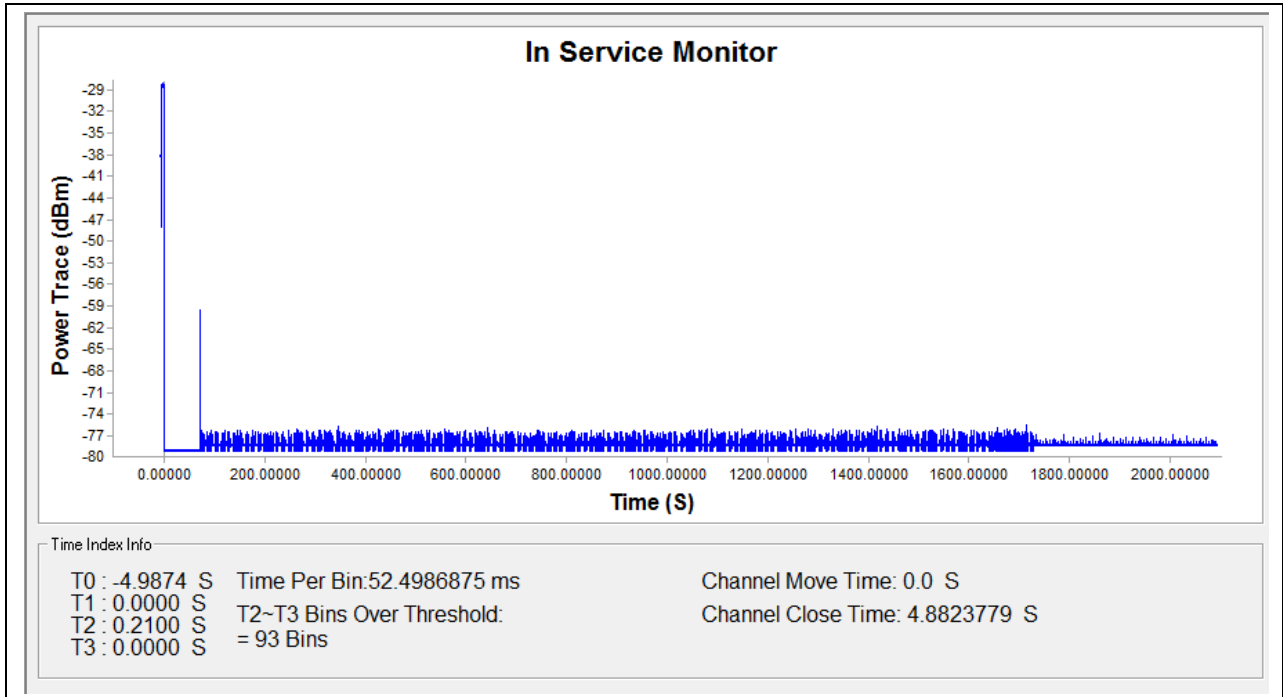 In Service Monitor
Power Trace (dBm)
-29
-32
-35
-38
-41
-44
-47
-50
-53
-56
-59
-62
-65
-68
-71
-74
-77
-80
0.00000 200.00000 400.00000 600.00000 800.00000 1000.00000 1200.00000 1400.00000 1600.00000 1800.00000 2000.00000
Time (S)
Time Index Info
T0 : -4.9874 S
T1 : 0.0000 S
T2 : 0.2100 S
T3 : 0.0000 S
Time Per Bin:52.4986875 ms
T2~T3 Bins Over Threshold:
= 93 Bins
Channel Move Time: 0.0 S
Channel Close Time: 4.8823779 S